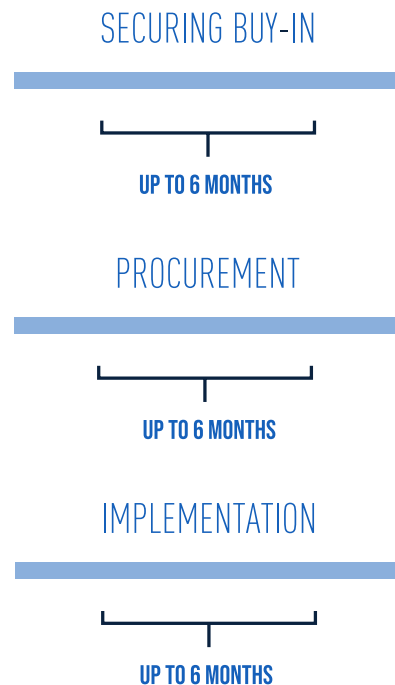 SECURING BUY-IN
UP TO 6 MONTHS
PROCUREMENT
UP TO 6 MONTHS
IMPLEMENTATION
UP TO 6 MONTHS